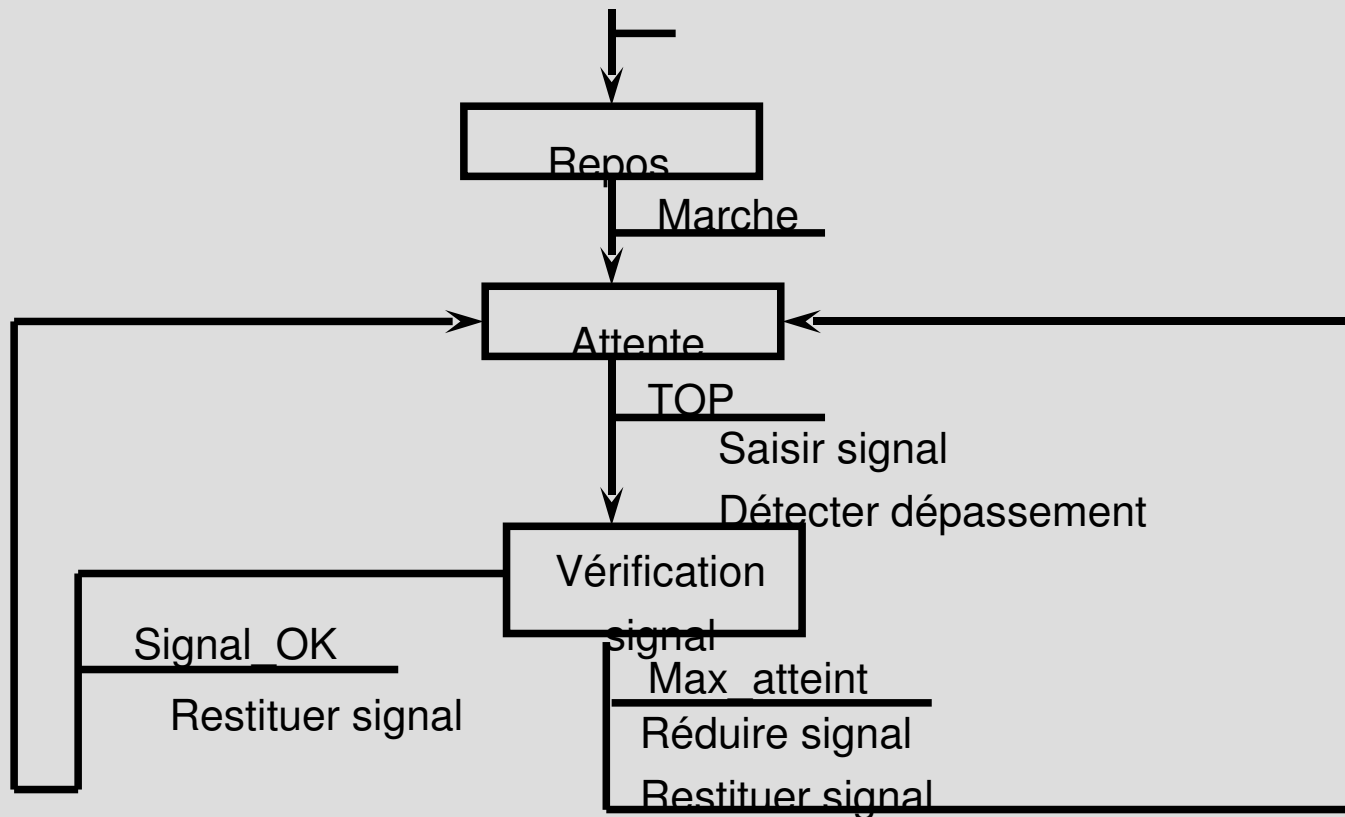 Repos
Marche
Attente
TOP
Saisir signal
Détecter dépassement
Vérification
signal
Signal_OK
Restituer signal
Max_atteint
Réduire signal
Restituer signal